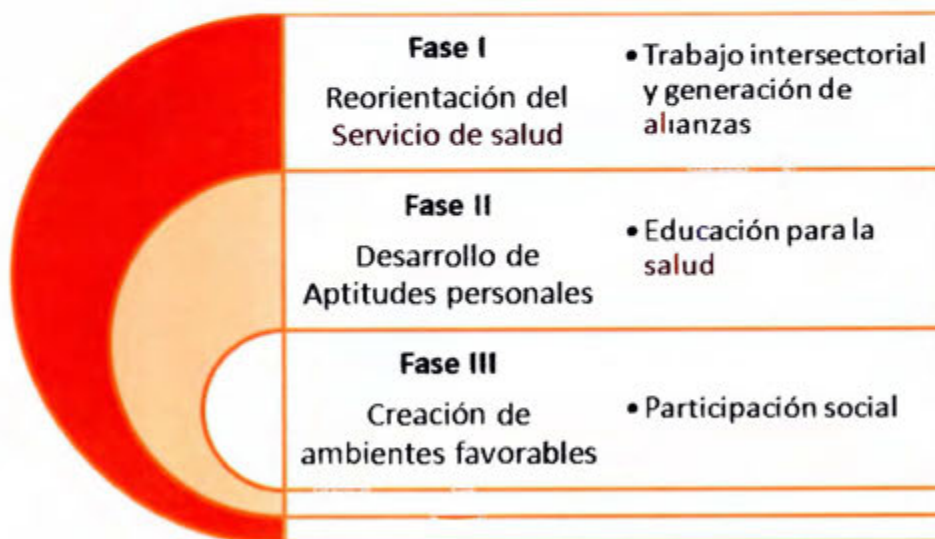 Fase I
Reorientación del
Servicio de salud
• Trabajo intersectorial
y generación de
alianzas
Fase II
Desarrollo de
Aptitudes personales
• Educación para la
salud
Fase III
Creación de
ambientes favorables
• Participación social